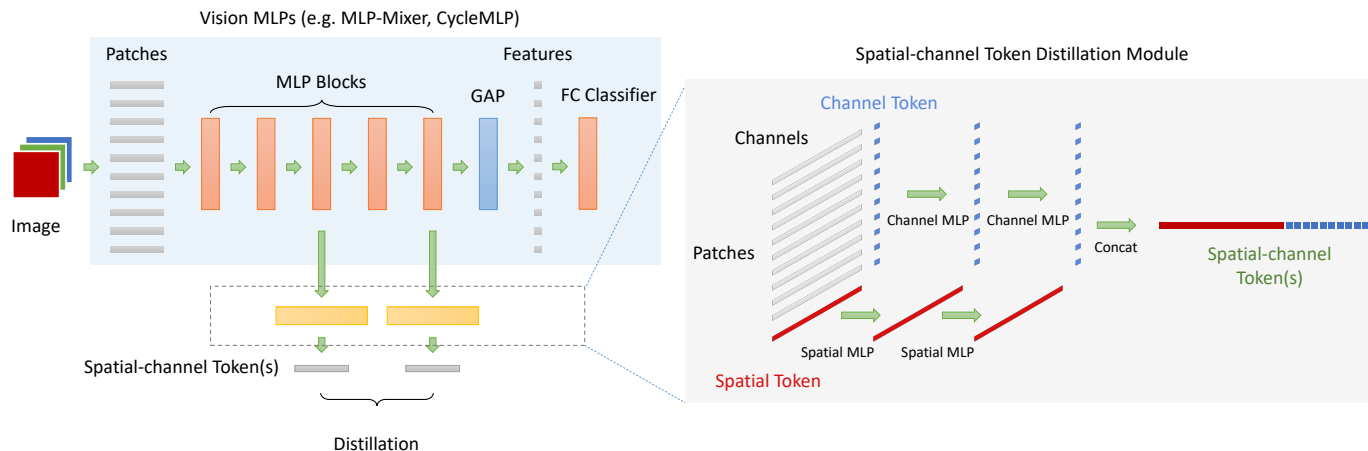 Vision MLPs (e.g. MLP-Mixer, CycleMLP)
Patches
Features
MLP Blocks
GAP
FC Classifier
Image
Spatial-channel Token(s)
Distillation
Spatial-channel Token Distillation Module
Channel Token
Channels
Channel MLP
Channel MLP
Concat
Patches
Spatial-channel
Token(s)
Spatial MLP
Spatial MLP
Spatial Token